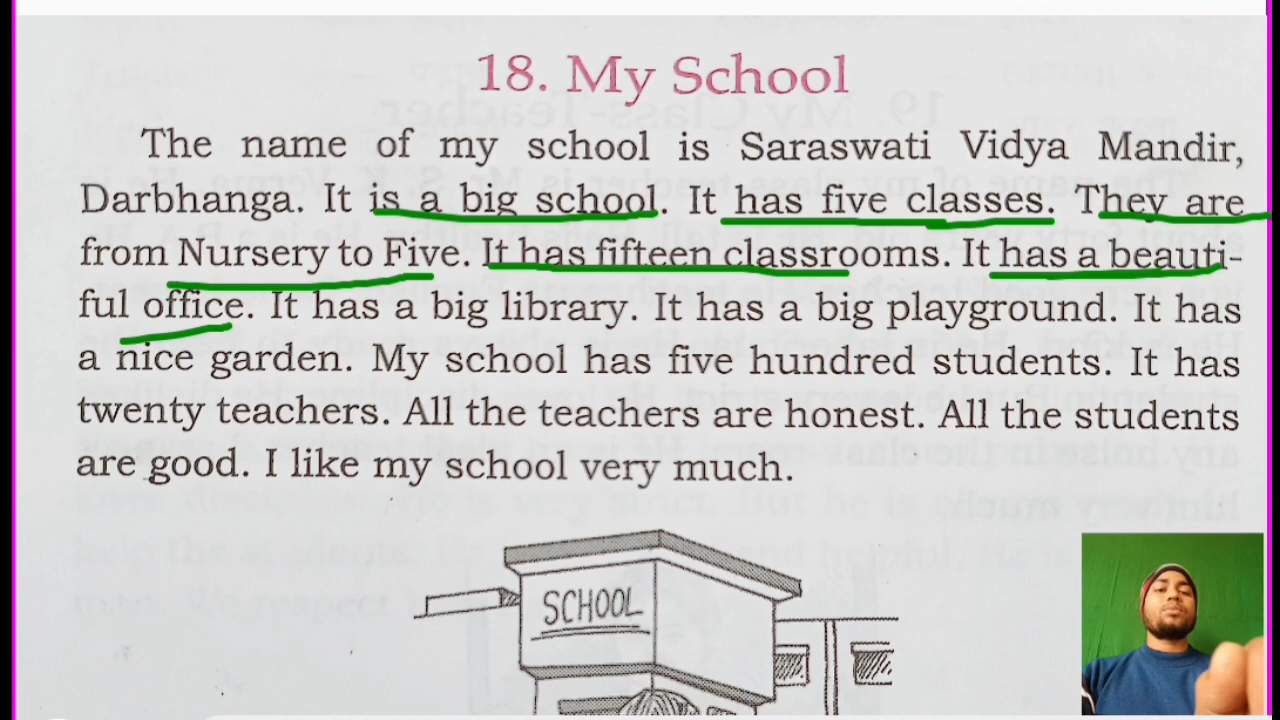 18. My School
The name of my school is Saraswati Vidya Mandir,
Darbhanga. It is a big school. It has five classes. They are
from Nursery to Five. It has fifteen classrooms. It has a beauti-
ful office. It has a big library. It has a big playground. It has
a nice garden. My school has five hundred students. It has
twenty teachers. All the teachers are honest. All the students
are good. I like my school very much.
SCHOOL